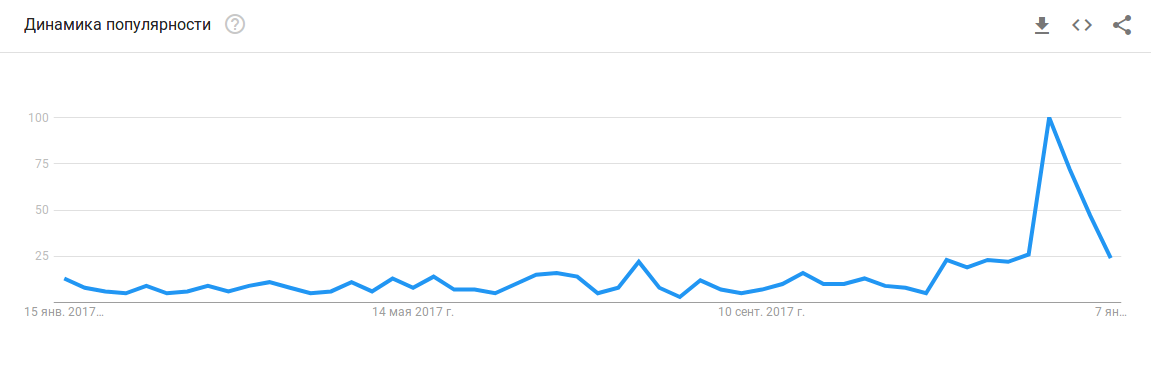 Динамика популярности
100
75
50
25
15 янв. 2017… 14 мая 2017 г. 10 сент. 2017 г. 7 ян…